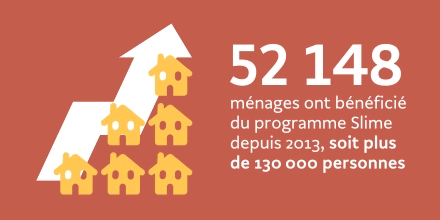 52 148
ménages ont bénéficié
du programme Slime
depuis 2013, soit plus
de 130 000 personnes